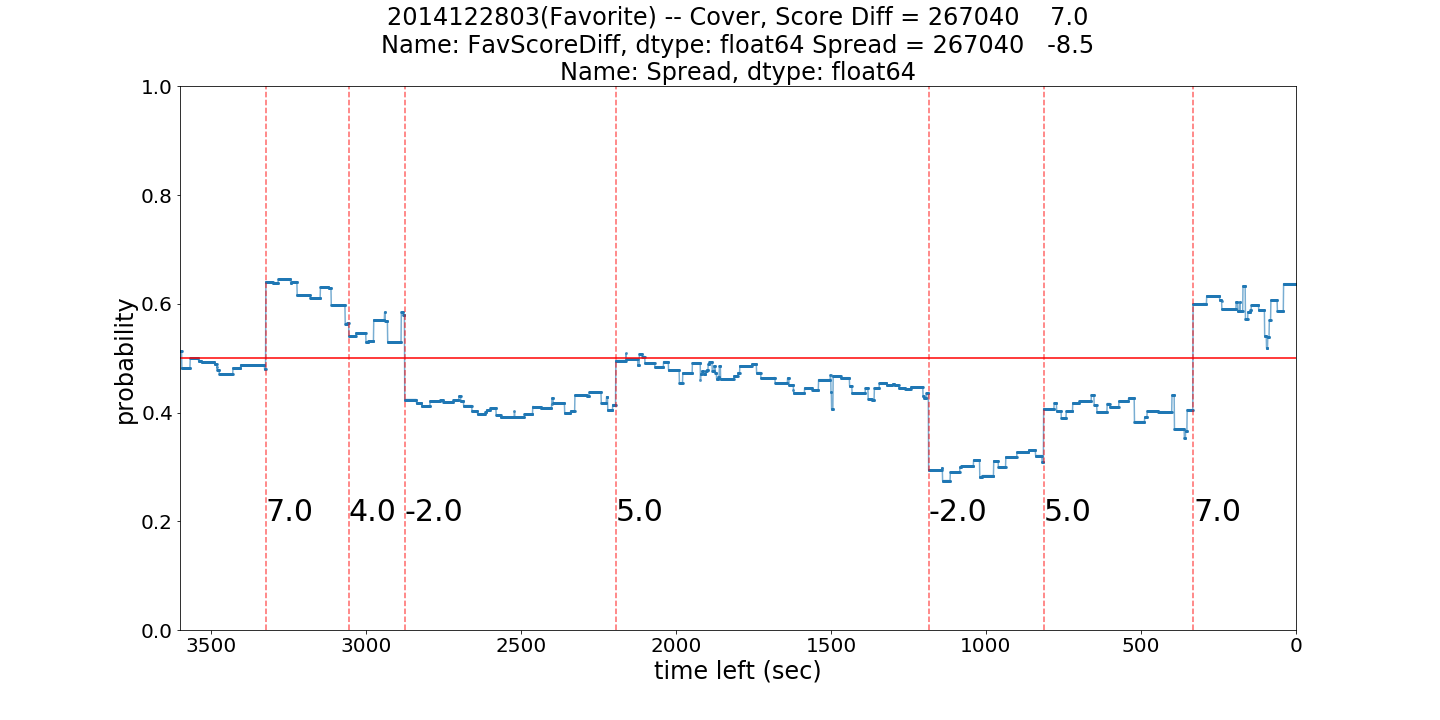 2014122803(Favorite) -- Cover, Score Diff = 267040    7.0
Name: FavScoreDiff, dtype: float64 Spread = 267040   -8.5
Name: Spread, dtype: float64
1.0
0.8
0.6
0.4
0.2
0.0
probability
7.0 4.0 -2.0 5.0 -2.0 5.0 7.0
3500 3000 2500 2000 1500 1000 500 0
time left (sec)